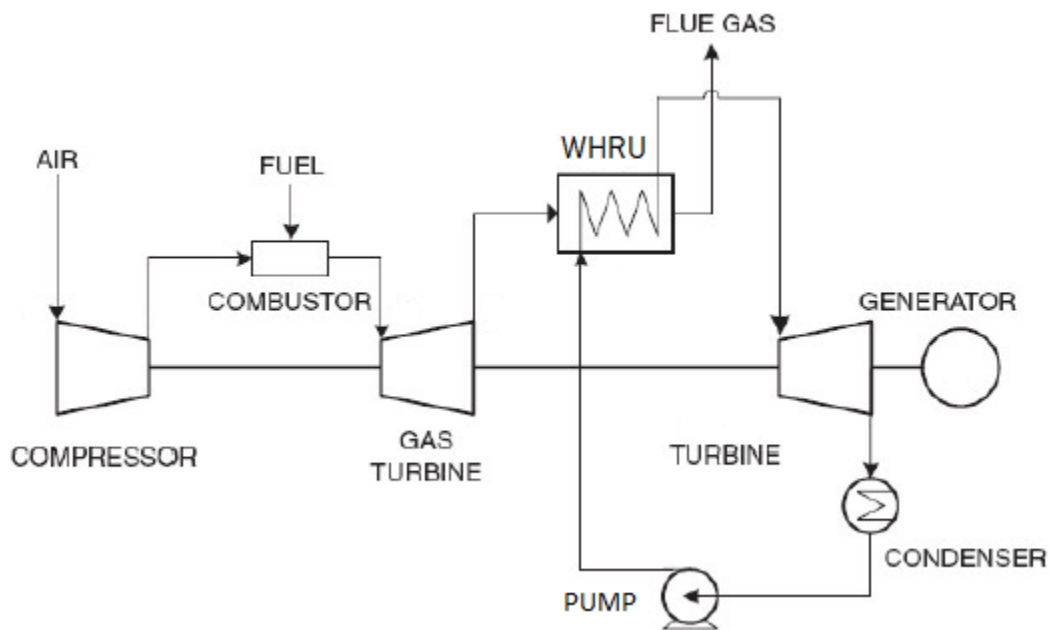 FLUE GAS
WHRU
AIR
FUEL
COMBUSTOR
GENERATOR
COMPRESSOR
GAS
TURBINE
TURBINE
CONDENSER
PUMP